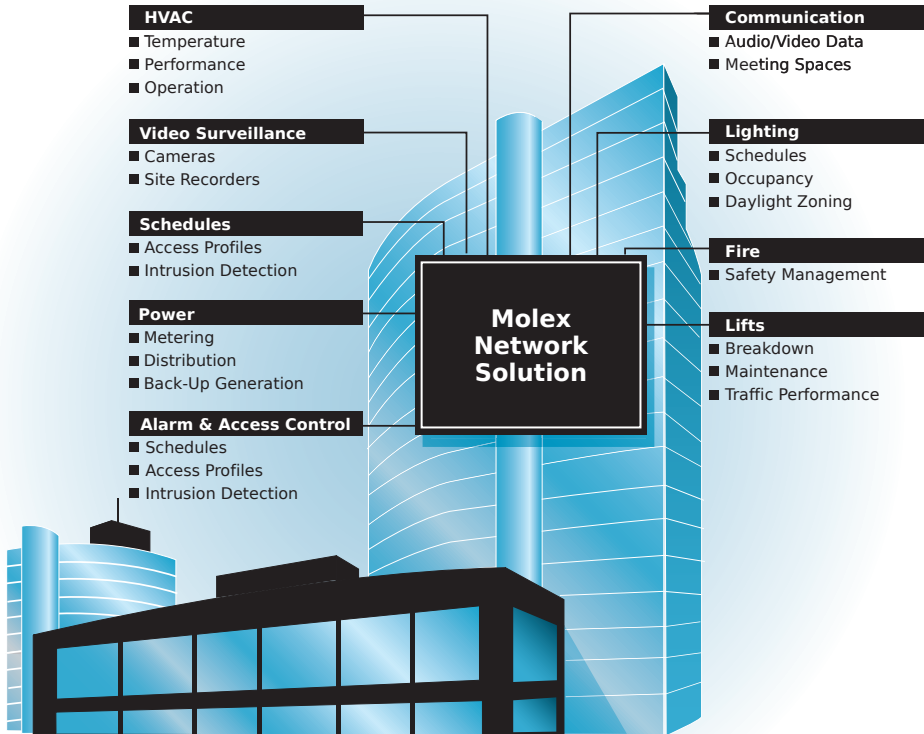 HVAC
Temperature
Performance
Operation
Video Surveillance
Cameras
Site Recorders
Schedules
Access Profiles
Intrusion Detection
Power
Metering
Distribution
Back-Up Generation
Alarm & Access Control
Schedules
Access Profiles
Intrusion Detection
Molex
Network
Solution
Communication
Audio/Video Data
Meeting Spaces
Lighting
Schedules
Occupancy
Daylight Zoning
Fire
Safety Management
Lifts
Breakdown
Maintenance
Traffic Performance